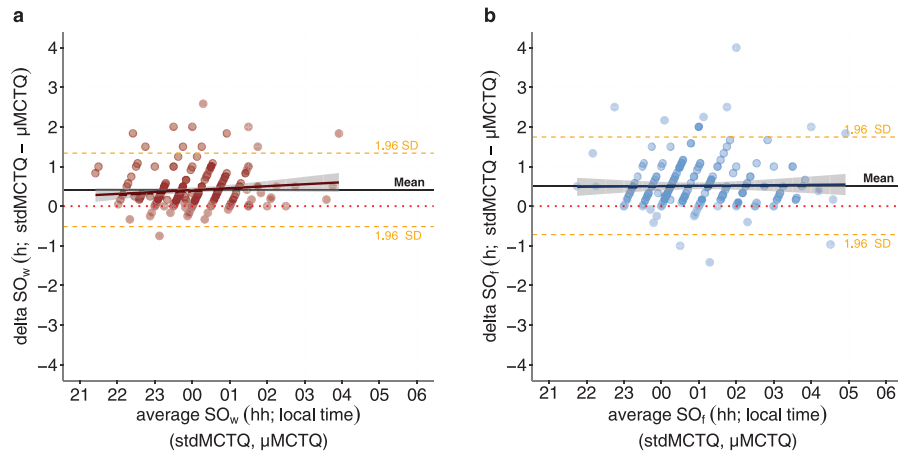 a
delta SOw (h; stdMCTQ − µMCTQ)
4
3
2
1
0
−1
−2
−3
−4
1.96 SD
Mean
1.96 SD
21 22 23 00 01 02 03 04 05 06
average SOw (hh; local time)
(stdMCTQ, µMCTQ)
b
delta SOf (h; stdMCTQ − µMCTQ)
4
3
2
1
0
−1
−2
−3
−4
1.96 SD
Mean
1.96 SD
21 22 23 00 01 02 03 04 05 06
average SOf (hh; local time)
(stdMCTQ, µMCTQ)